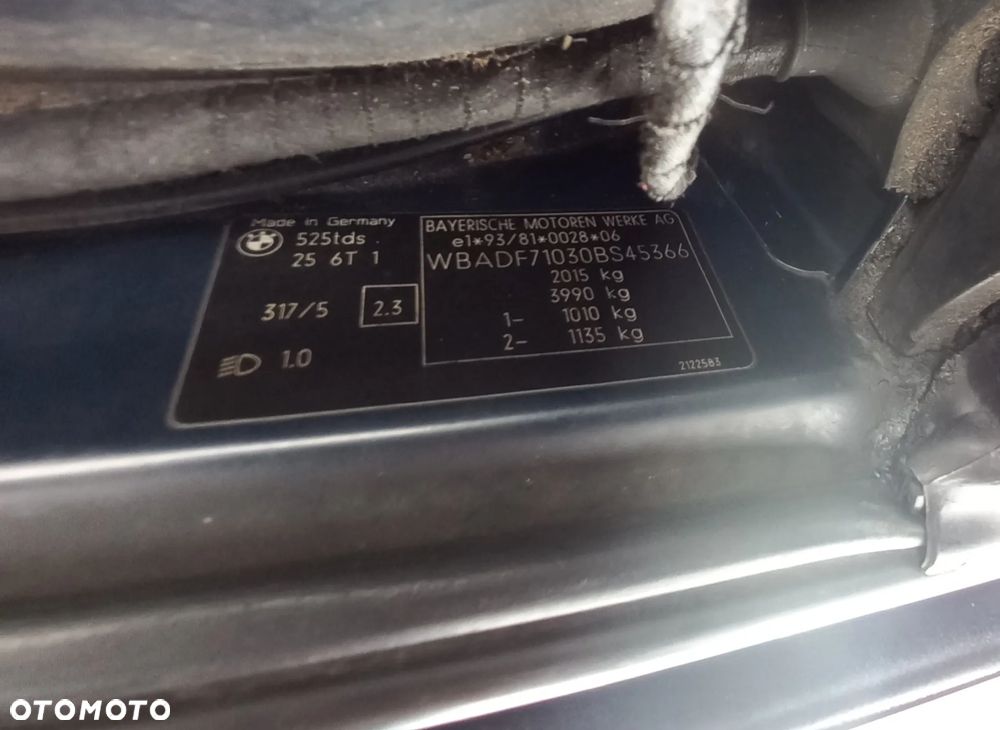 Made in Germany
525tds
25 6T 1
317/5
2.3
1.0
BAYERISCHE MOTOREN WERKE AG
e1*93/81*0028*06
WBADF71030BS45366
2015 kg
3990 kg
1- 1010 kg
2- 1135 kg
2122583
OTOMOTO